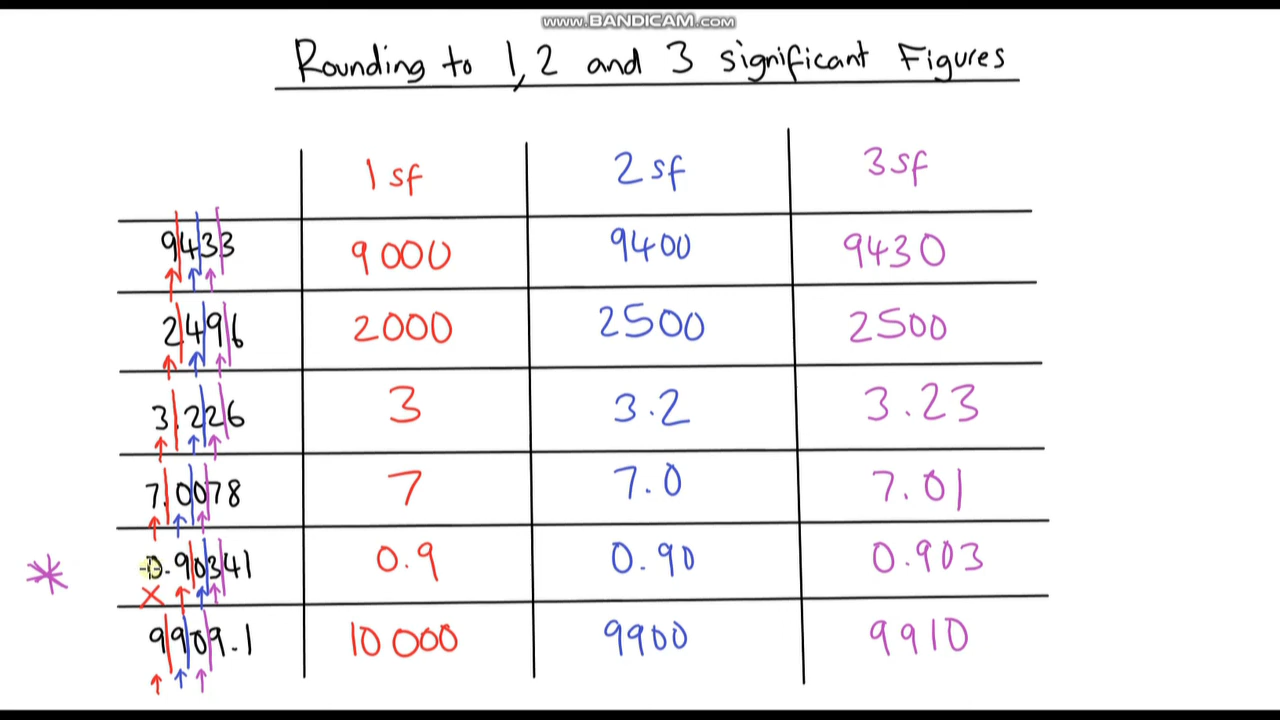 www.BANDICAM.com
Rounding to 1,2 and 3 significant Figures
1 sf 2 sf 3 sf
9433 9000 9400 9430
2496 2000 2500 2500
3.226 3 3.2 3.23
7.0078 7 7.0 7.01
* 0.90341 0.9 0.90 0.903
x
9909.1 10 000 9900 9910